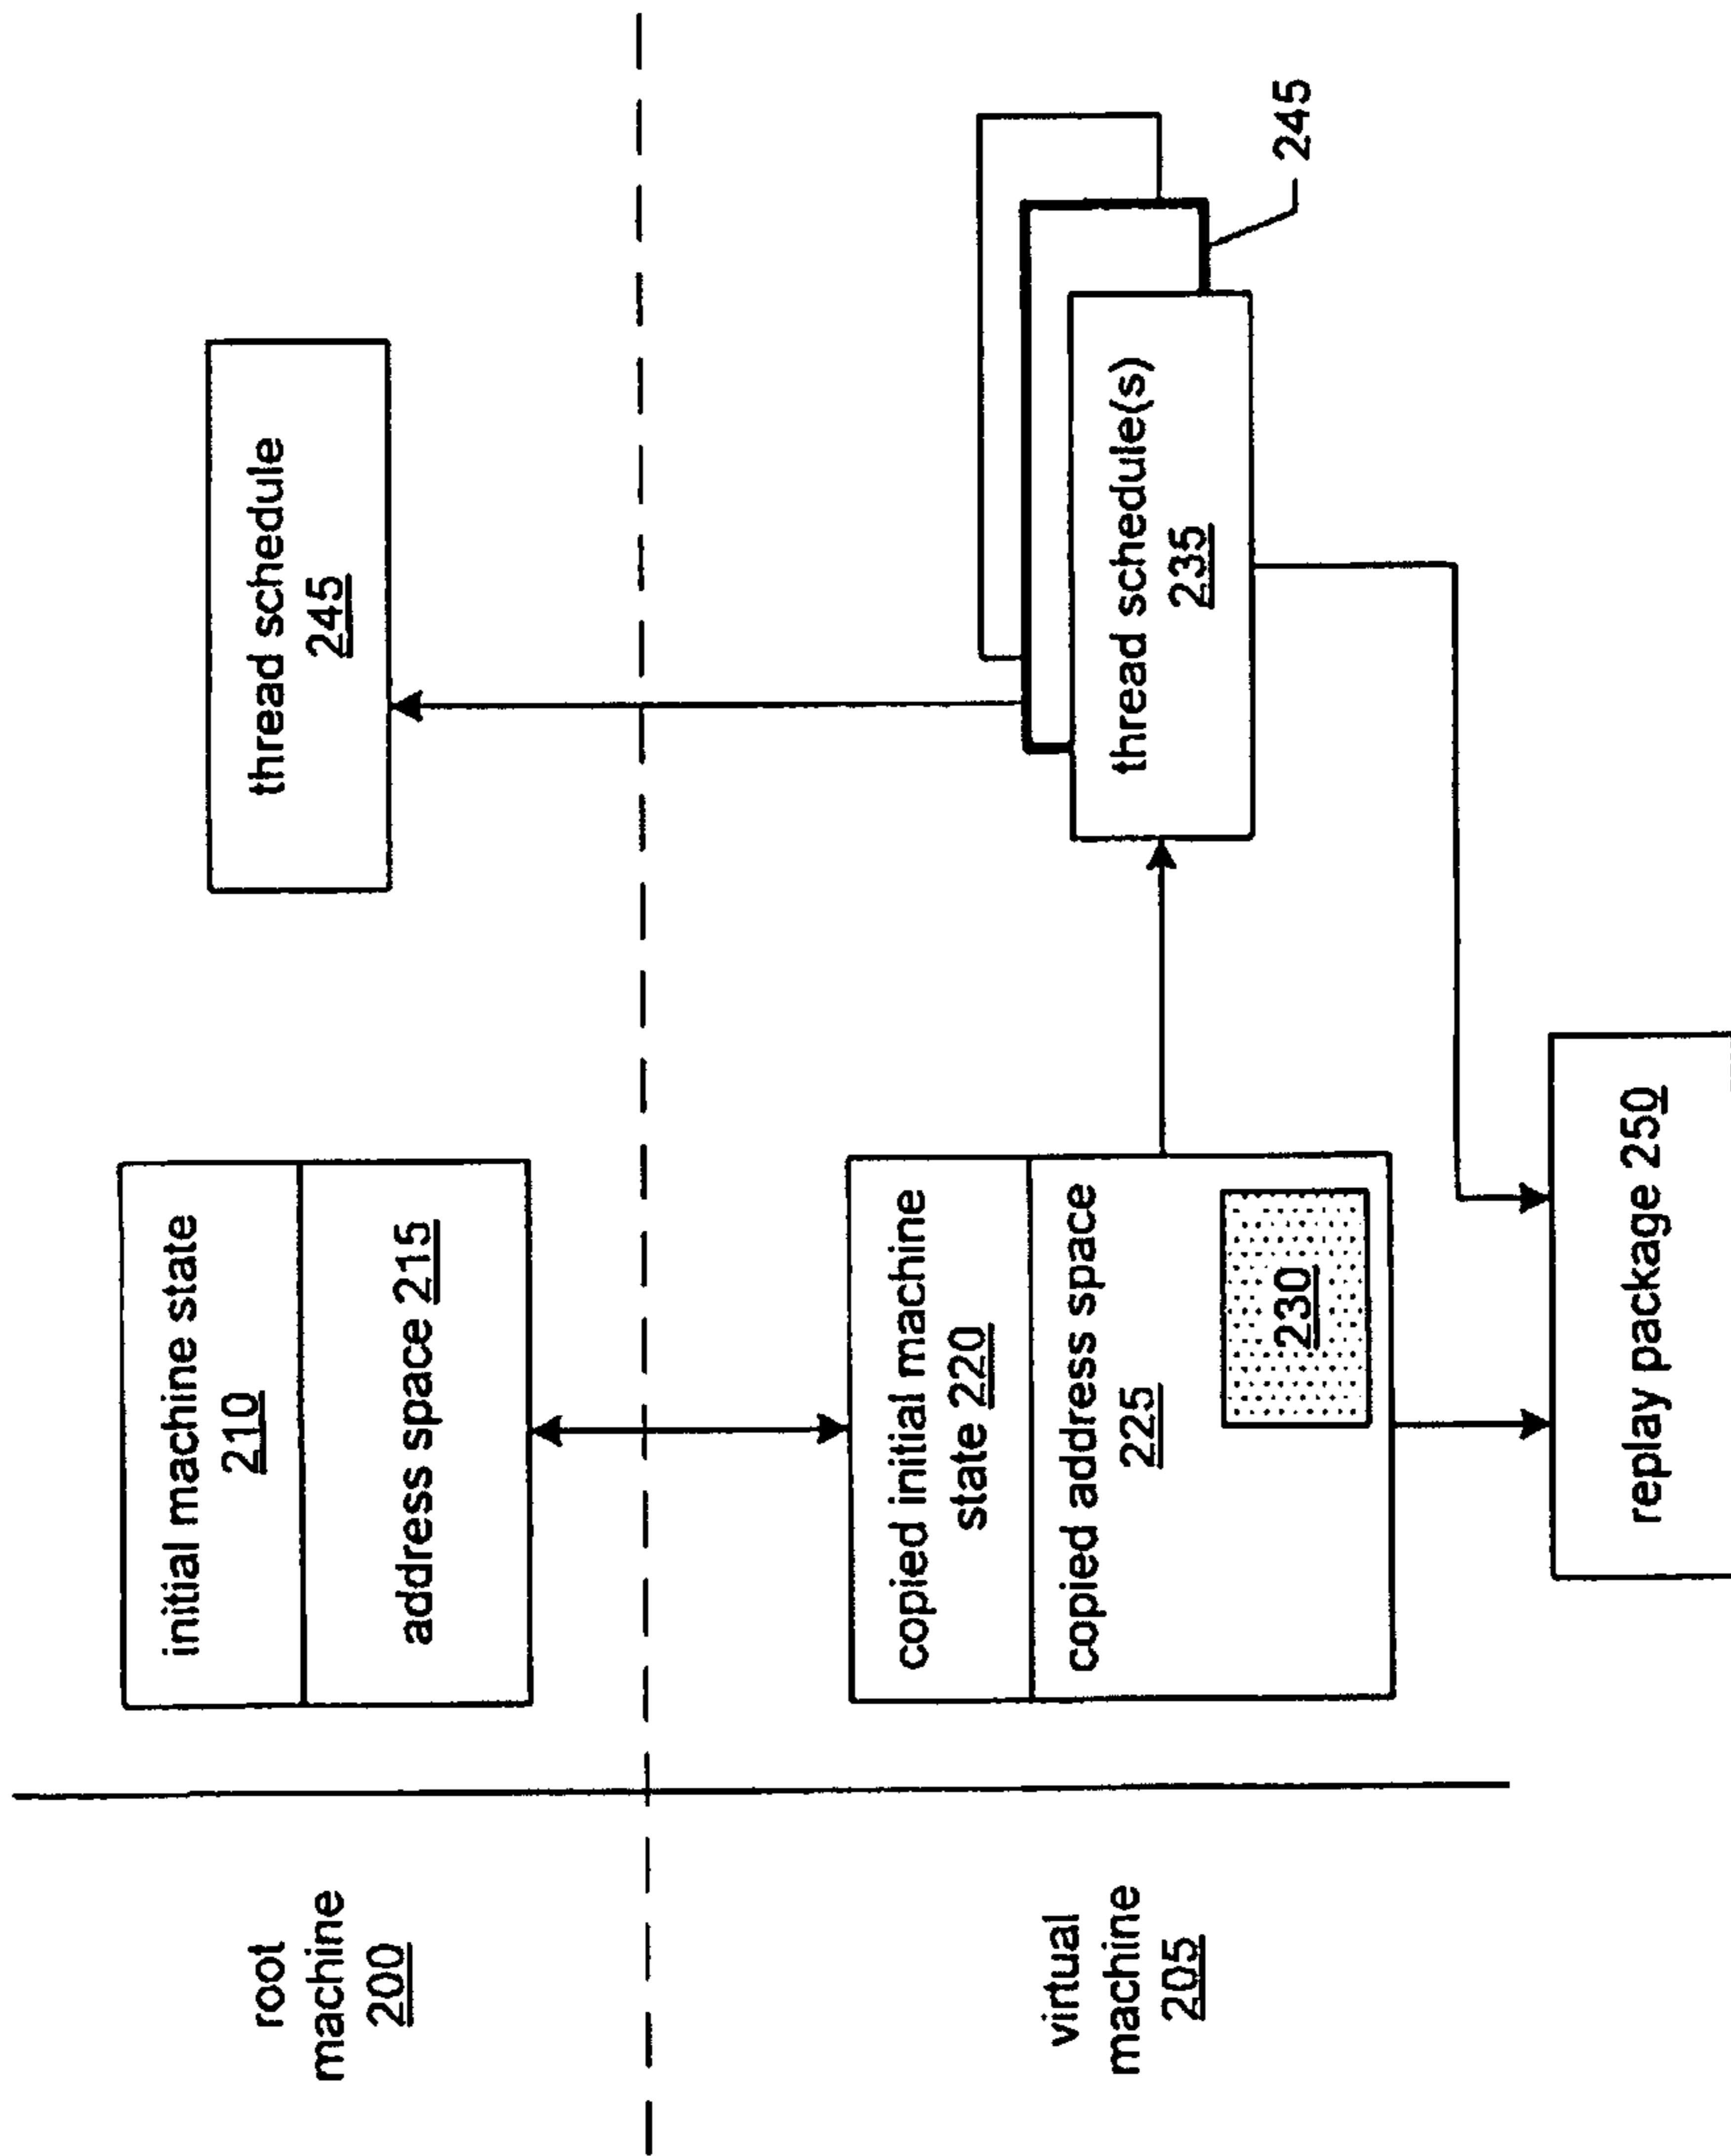 root
machine
200
initial machine state
210
address space 215
thread schedule
245
virtual
machine
205
copied initial machine
state 220
copied address space
225
230
thread schedule(s)
235
245
replay package 250